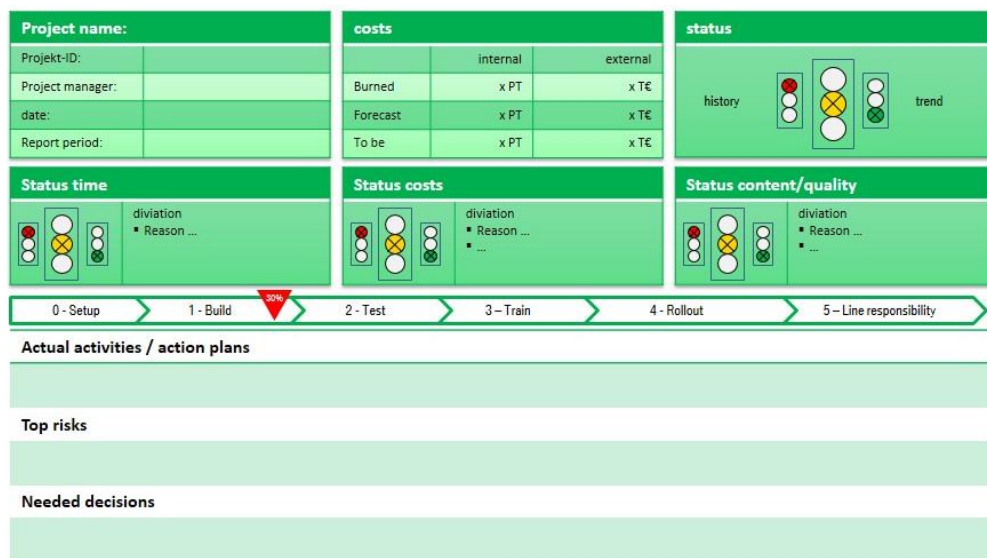 Project name:
Projekt-ID:
Project manager:
date:
Report period:
costs
internal external
Burned x PT x T€
Forecast x PT x T€
To be x PT x T€
status
history trend
Status time
diviation
▪ Reason ...
Status costs
diviation
▪ Reason ...
▪ ...
Status content/quality
diviation
▪ Reason ...
▪ ...
30%
0 - Setup 1 - Build 2 - Test 3 – Train 4 - Rollout 5 – Line responsibility
Actual activities / action plans
Top risks
Needed decisions